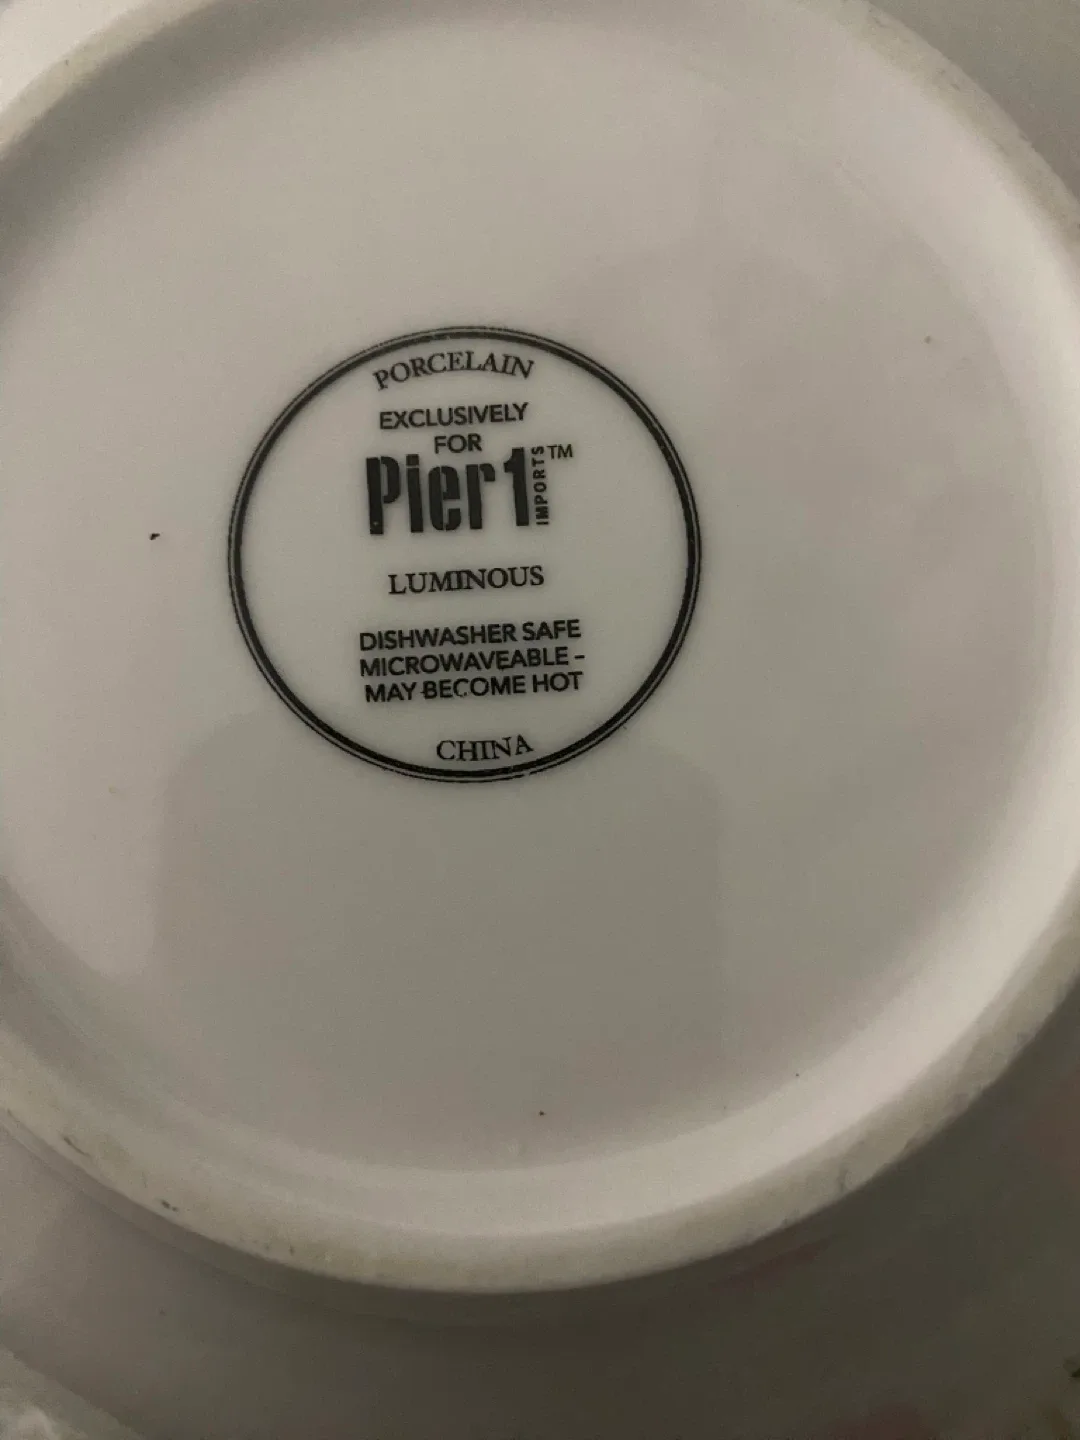 PORCELAIN
EXCLUSIVELY
FOR
Pier 1 IMPORTS™
LUMINOUS
DISHWASHER SAFE
MICROWAVEABLE -
MAY BECOME HOT
CHINA